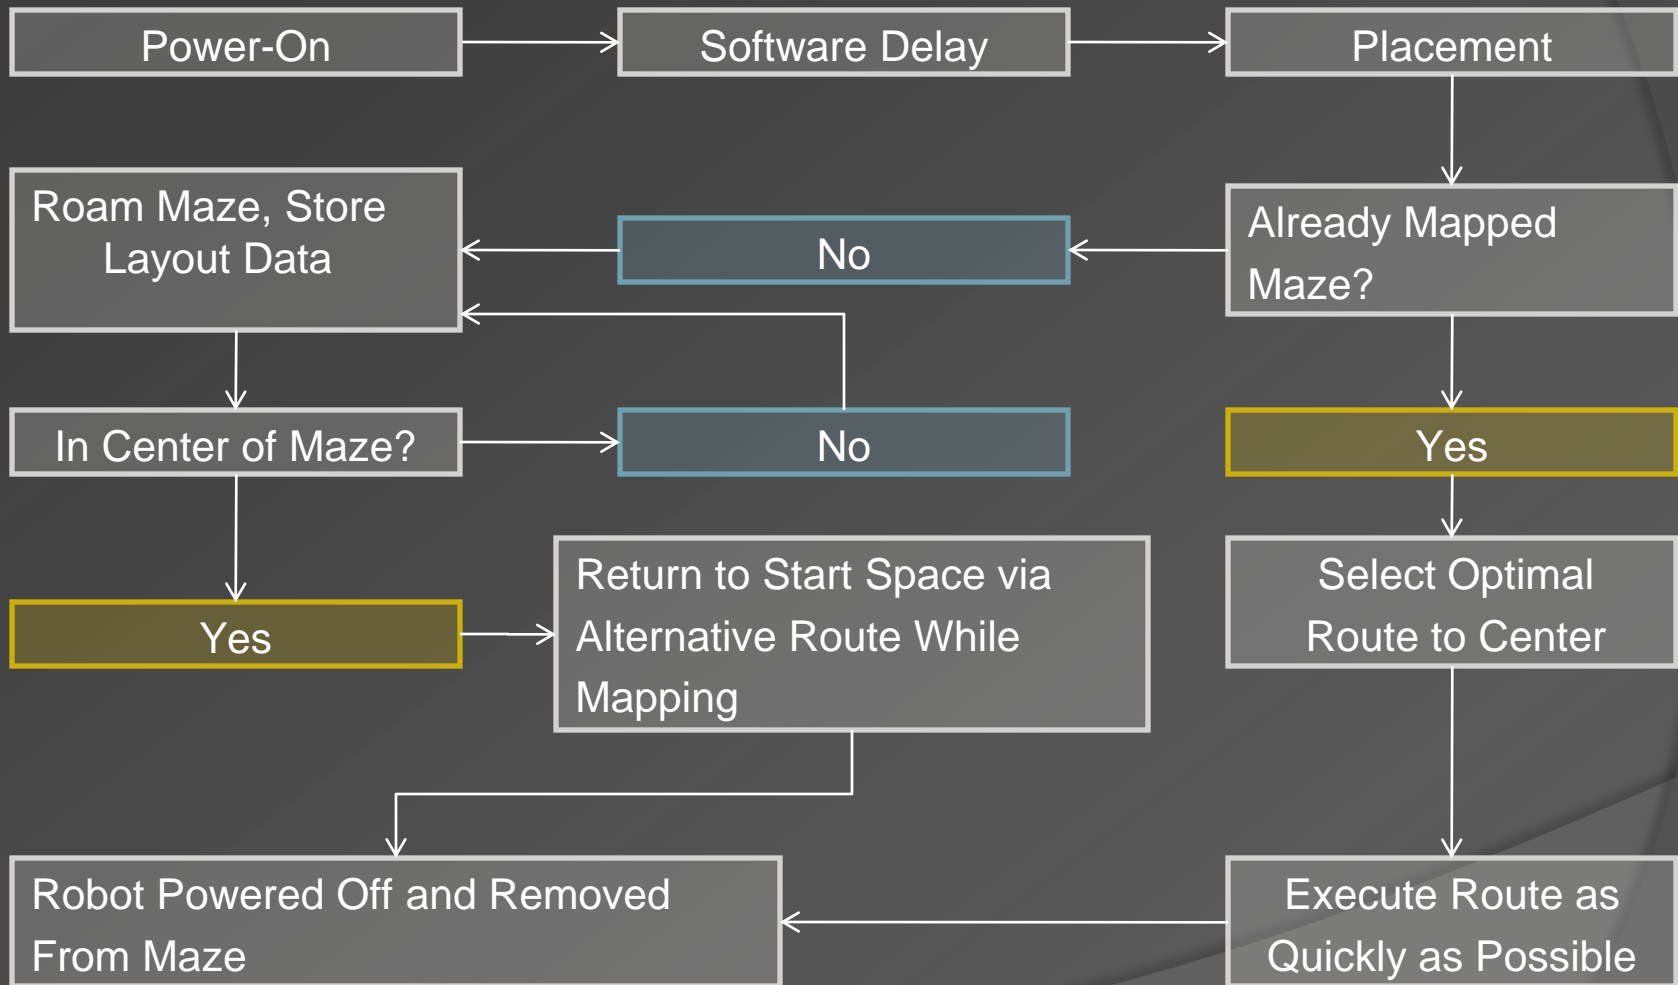 Power-On
Software Delay
Placement
Roam Maze, Store
Layout Data
No
Already Mapped
Maze?
In Center of Maze?
No
Yes
Yes
Return to Start Space via
Alternative Route While
Mapping
Select Optimal
Route to Center
Robot Powered Off and Removed
From Maze
Execute Route as
Quickly as Possible